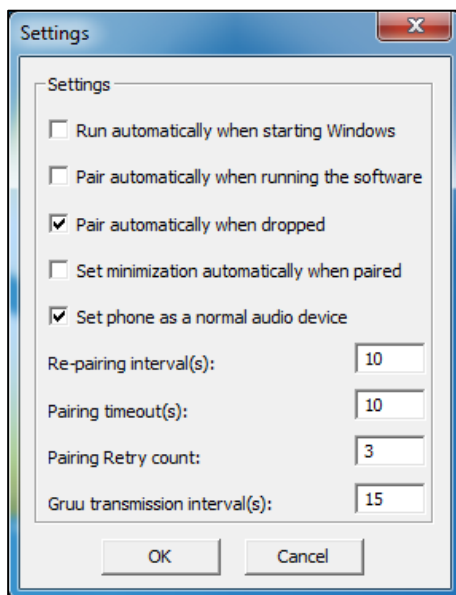 Settings
Settings
Run automatically when starting Windows
Pair automatically when running the software
Pair automatically when dropped
Set minimization automatically when paired
Set phone as a normal audio device
Re-pairing interval(s): 10
Pairing timeout(s): 10
Pairing Retry count: 3
Gruu transmission interval(s): 15
OK Cancel